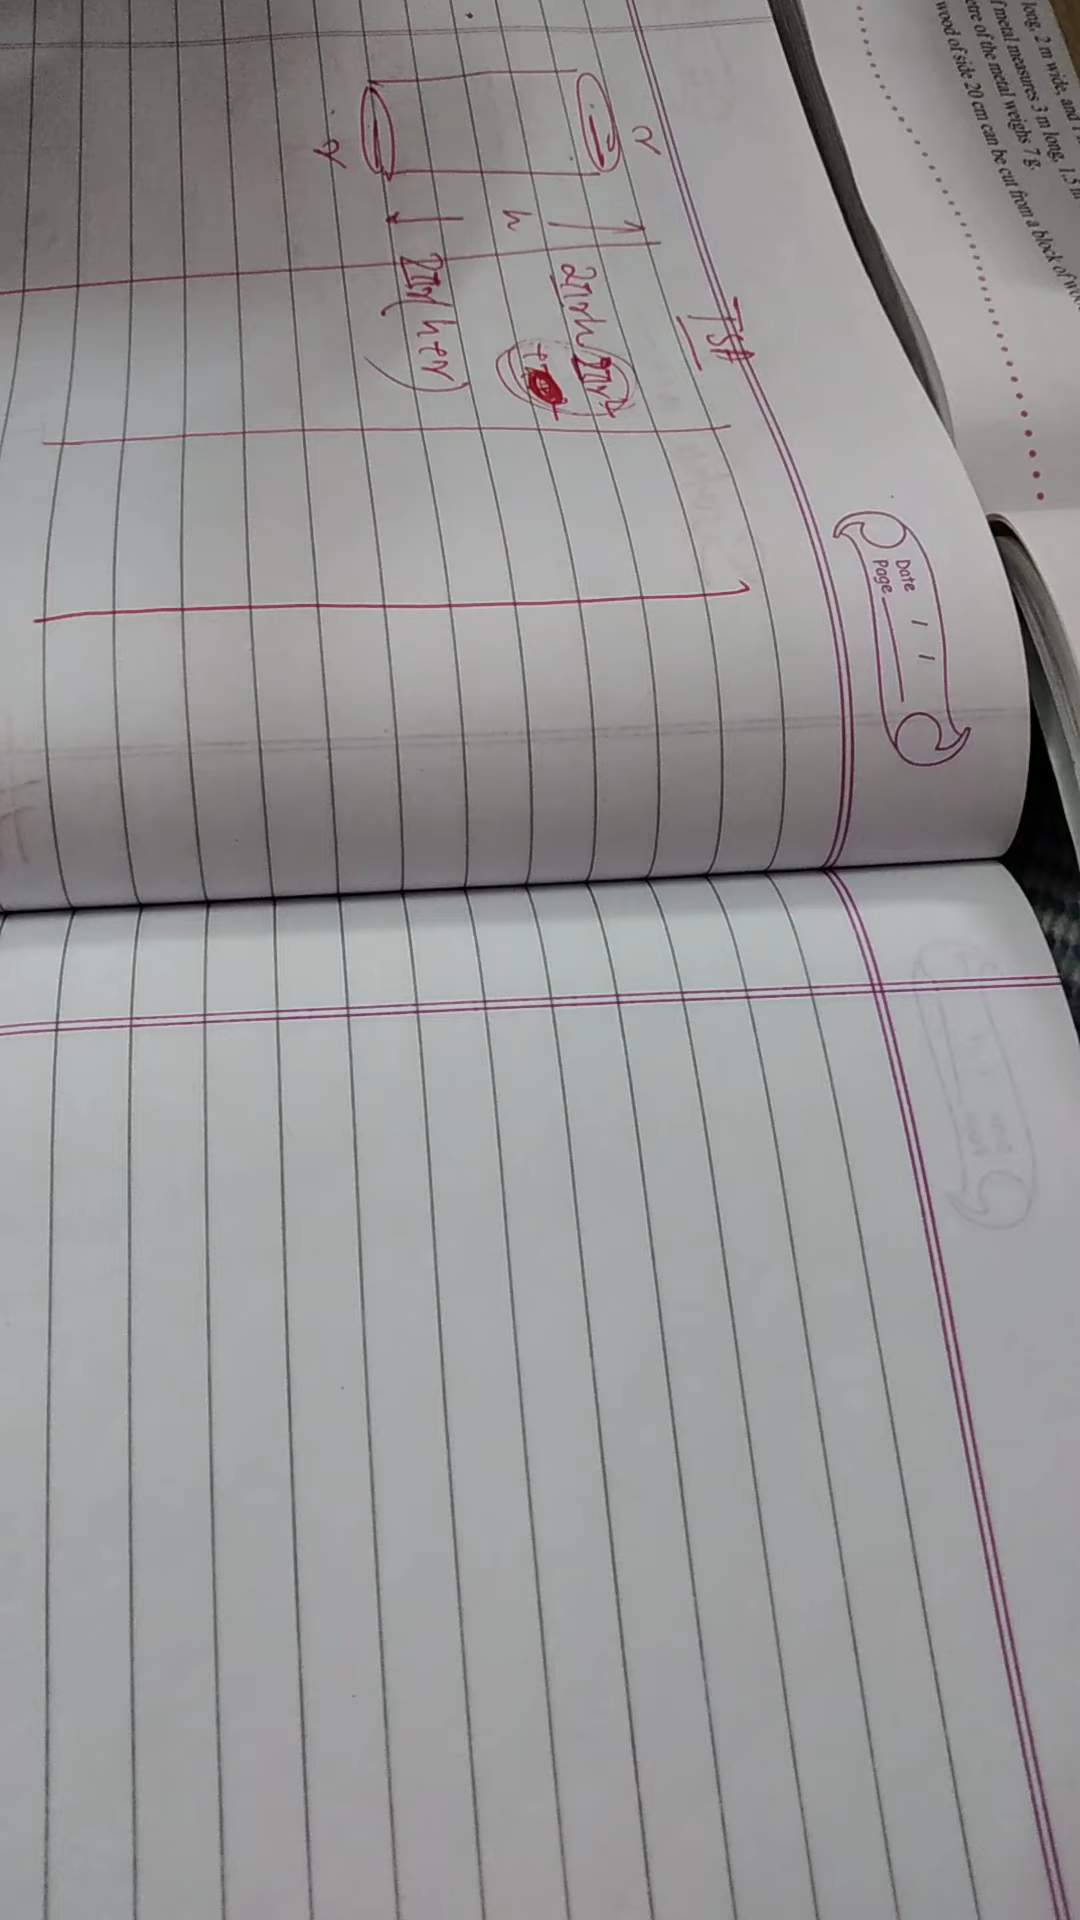 long, 2 m wide, and
f metal measures 3 m long, 1.5 m
etre of the metal weighs 7 g.
wood of side 20 cm can be cut from a block of
Date / /
Page
TSA
r
h
r
2πrh
2πr²
2πr(h+r)